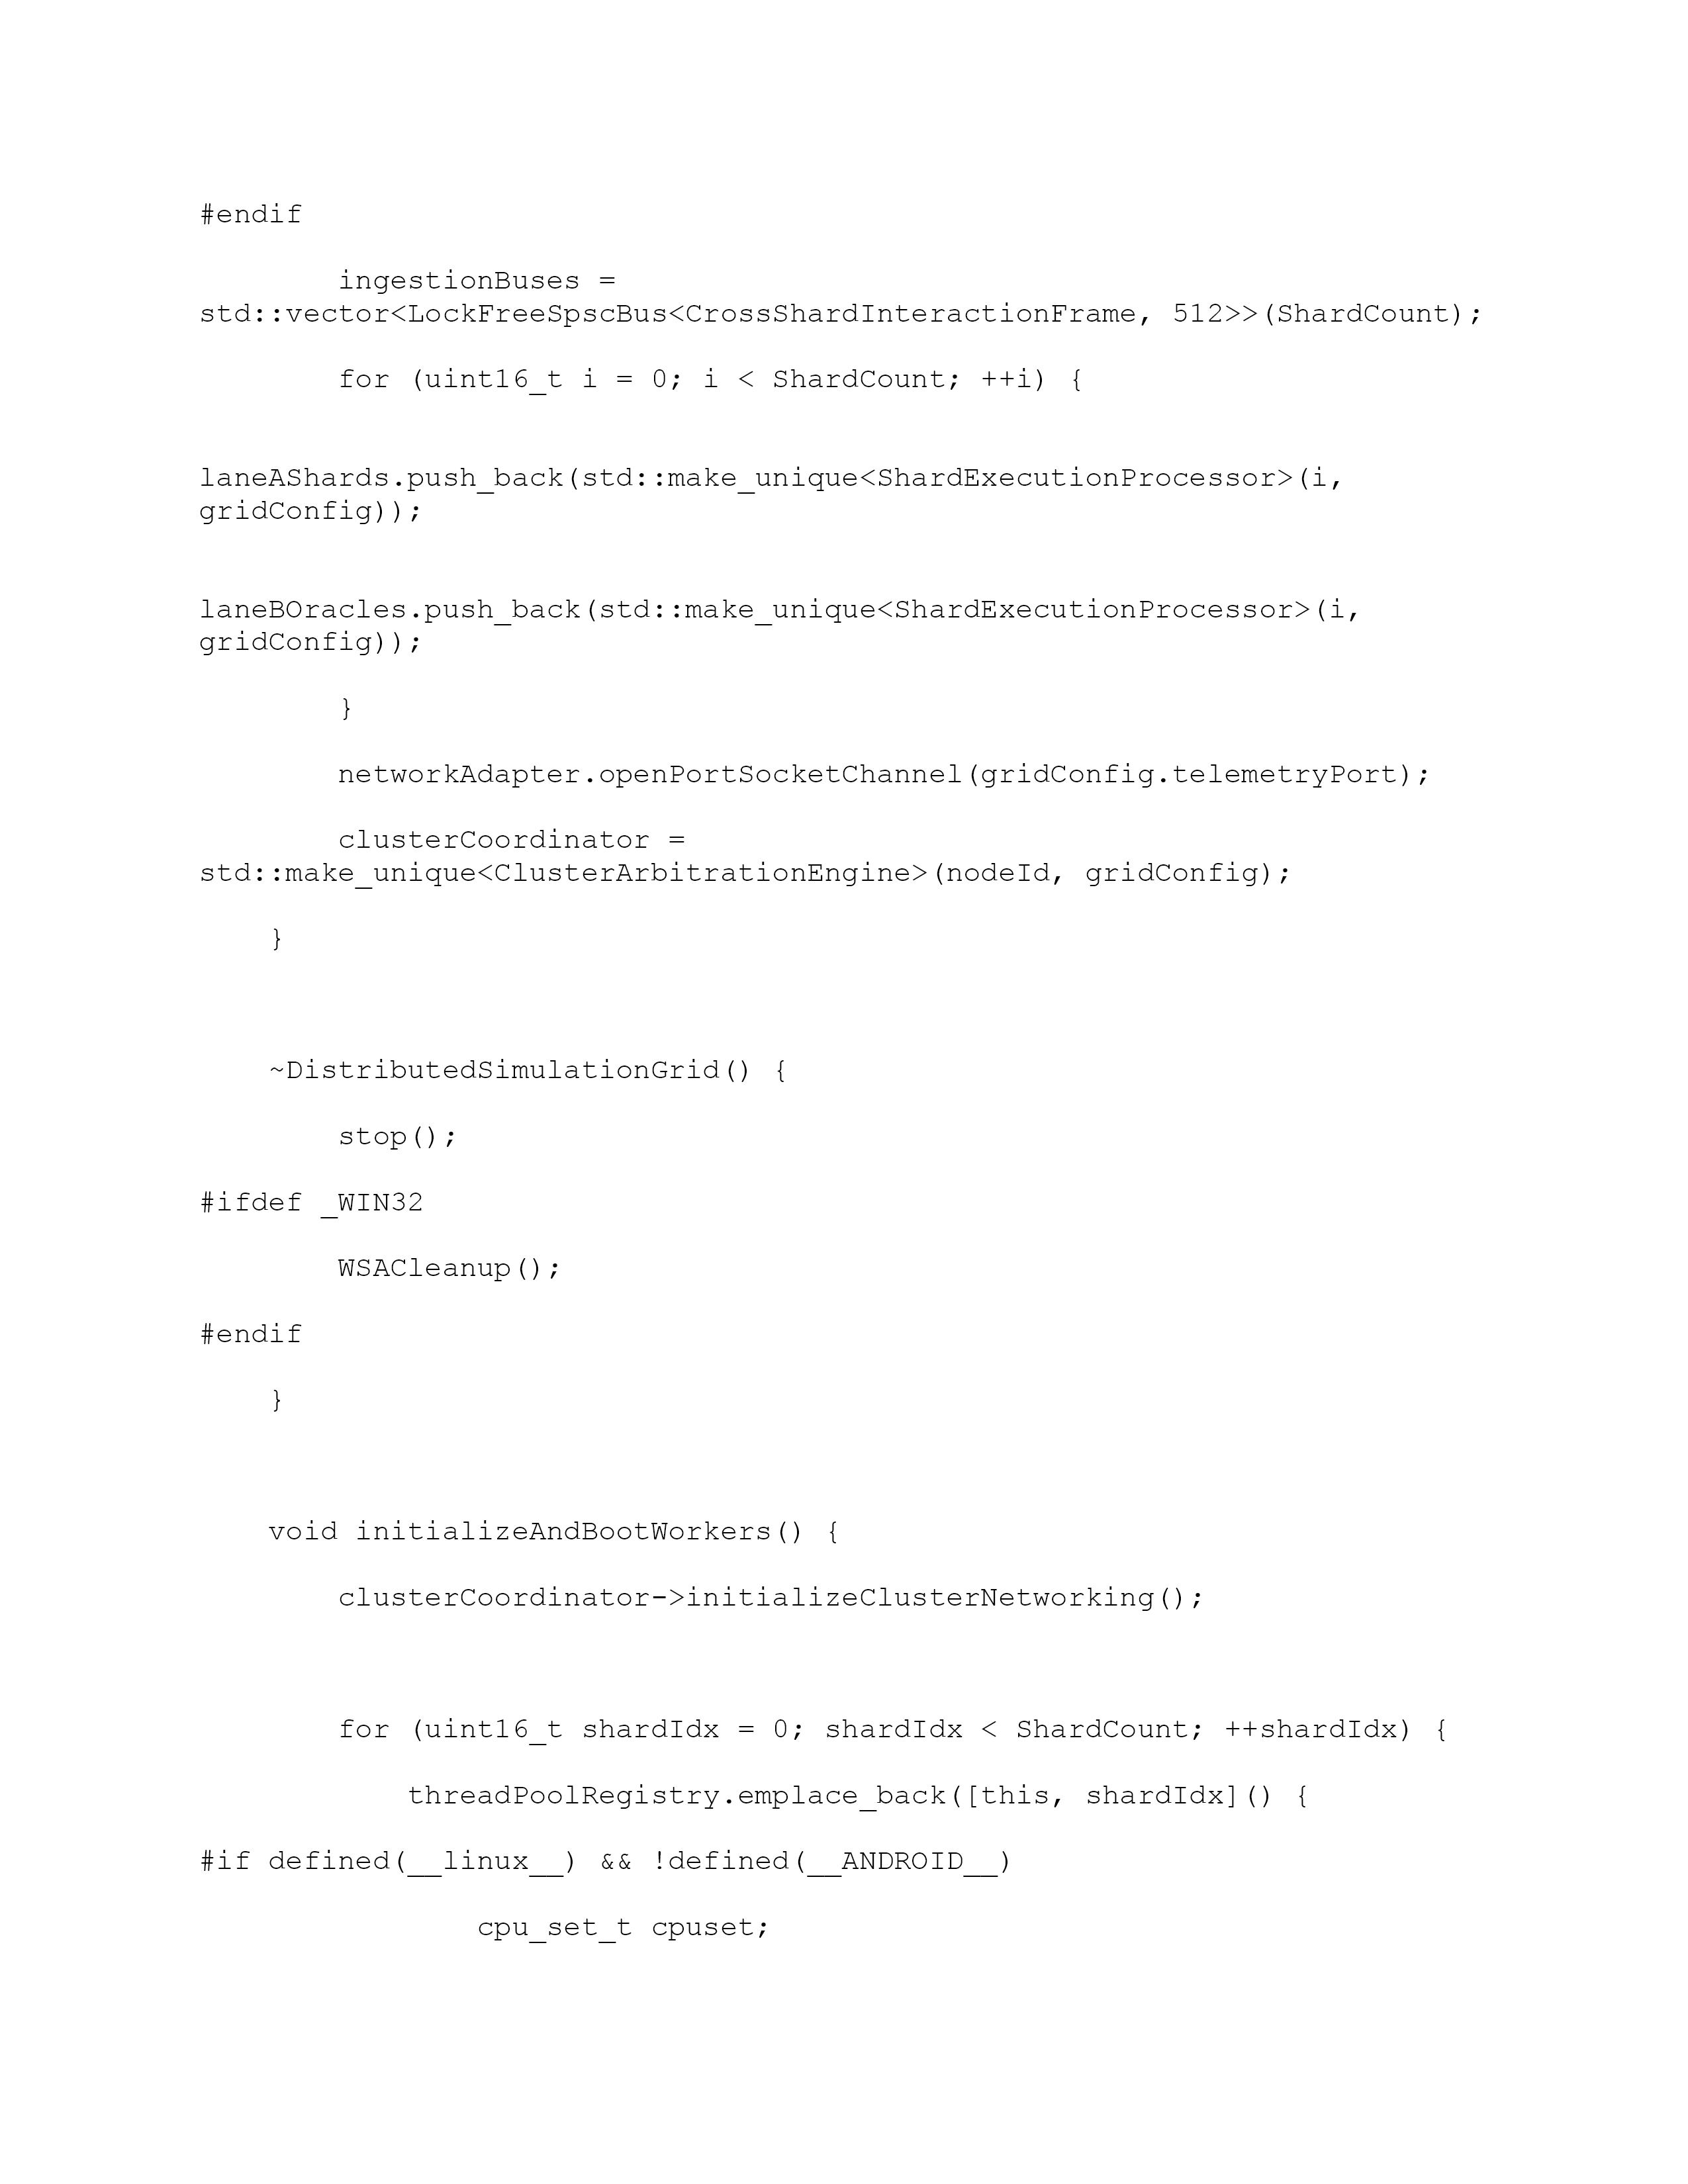 #endif
ingestionBuses =
std::vector<LockFreeSpscBus<CrossShardInteractionFrame, 512>>(ShardCount);
for (uint16_t i = 0; i < ShardCount; ++i) {
laneAShards.push_back(std::make_unique<ShardExecutionProcessor>(i,
gridConfig));
laneBOracles.push_back(std::make_unique<ShardExecutionProcessor>(i,
gridConfig));
}
networkAdapter.openPortSocketChannel(gridConfig.telemetryPort);
clusterCoordinator =
std::make_unique<ClusterArbitrationEngine>(nodeId, gridConfig);
}
~DistributedSimulationGrid() {
stop();
#ifdef _WIN32
WSACleanup();
#endif
}
void initializeAndBootWorkers() {
clusterCoordinator->initializeClusterNetworking();
for (uint16_t shardIdx = 0; shardIdx < ShardCount; ++shardIdx) {
threadPoolRegistry.emplace_back([this, shardIdx]() {
#if defined(__linux__) && !defined(__ANDROID__)
cpu_set_t cpuset;